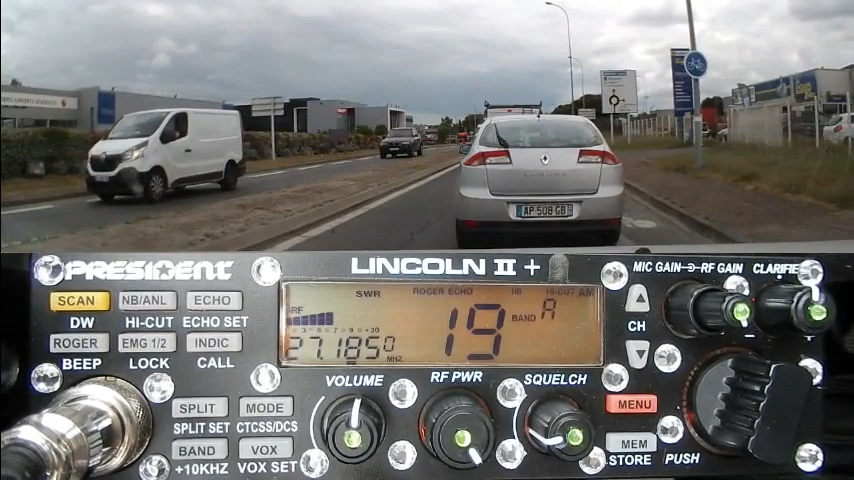 AP-508 GB
PRESIDENT
LINCOLN II +
MIC GAIN RF GAIN
CLARIFIER
SCAN
NB/ANL
ECHO
DW
HI-CUT
ECHO SET
ROGER
EMG 1/2
INDIC
BEEP
LOCK
CALL
SWR
ROGER ECHO
NB
HI-CUT AM
RF
19
BAND A
27.1850 MHZ
CH
VOLUME
RF PWR
SQUELCH
MENU
SPLIT
MODE
SPLIT SET
CTCSS/DCS
BAND
VOX
+10KHZ
VOX SET
MEM
STORE
PUSH